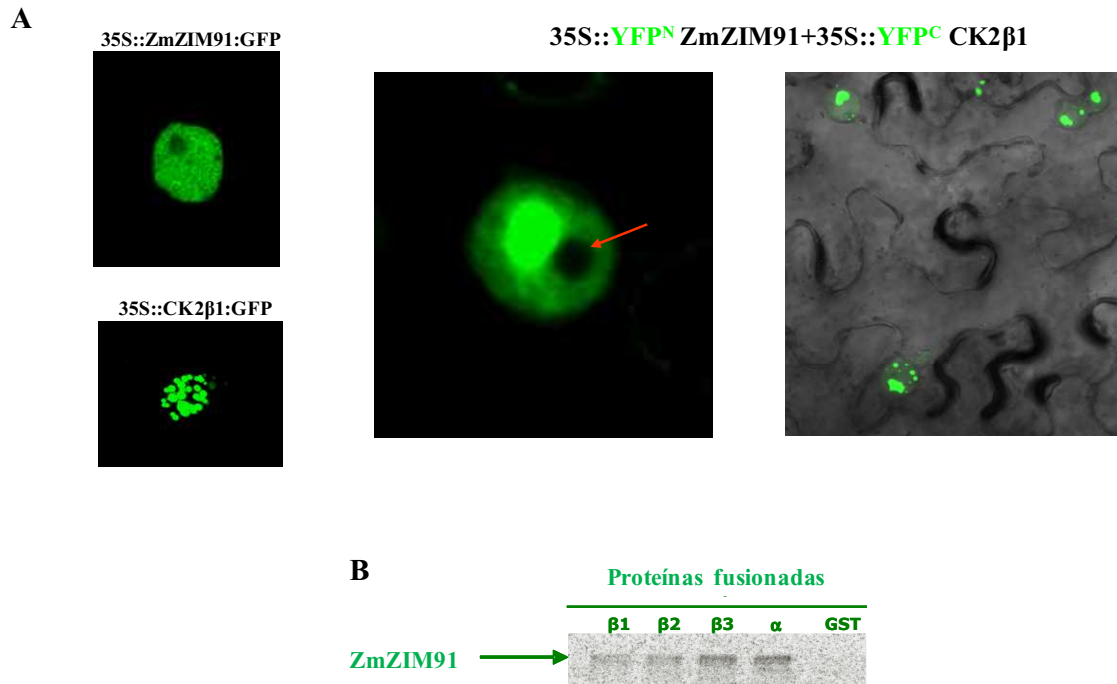 A
35S::ZmZIM91:GFP
35S::YFPᴺ ZmZIM91+35S::YFPᶜ CK2β1
35S::CK2β1:GFP
B
Proteínas fusionadas
β1 β2 β3 α GST
ZmZIM91